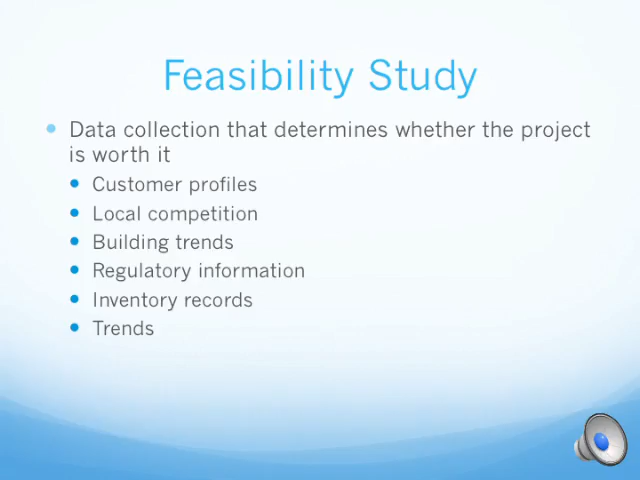 Feasibility Study
Data collection that determines whether the project
is worth it
Customer profiles
Local competition
Building trends
Regulatory information
Inventory records
Trends